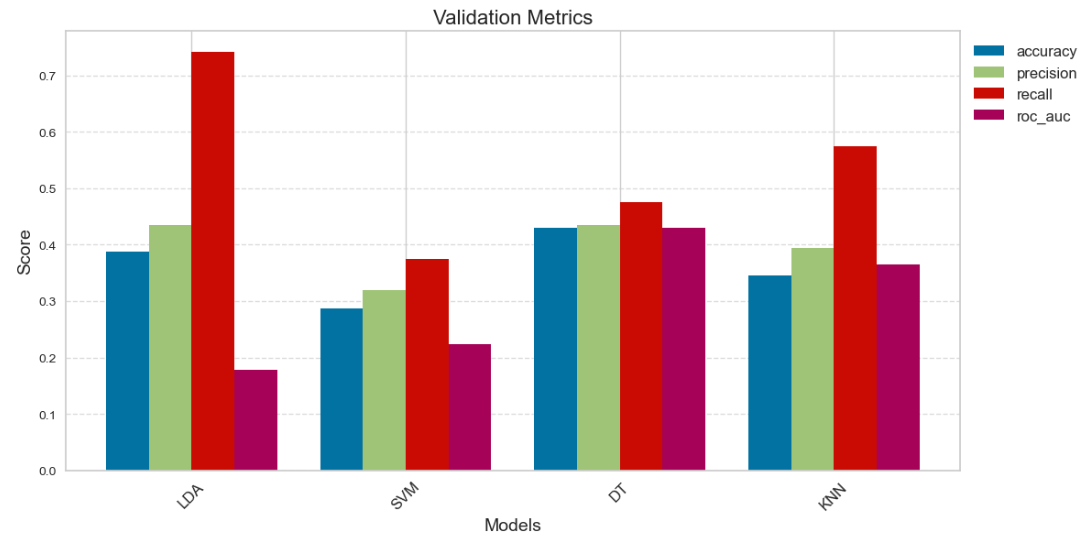 Validation Metrics
accuracy
precision
recall
roc_auc
0.7
0.6
0.5
0.4
0.3
0.2
0.1
0.0
Score
LDA
SVM
DT
KNN
Models